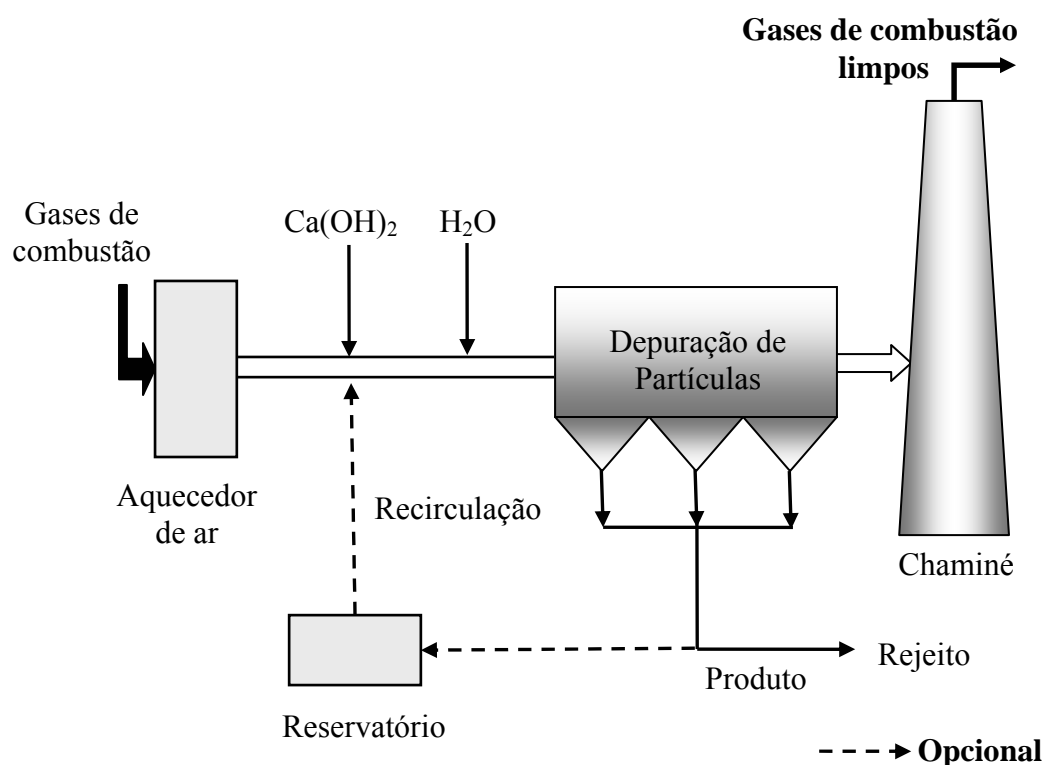 Gases de combustão
limpos
Gases de
combustão
Ca(OH)₂
H₂O
Depuração de
Partículas
Aquecedor
de ar
Recirculação
Chaminé
Reservatório
Produto
Rejeito
Opcional